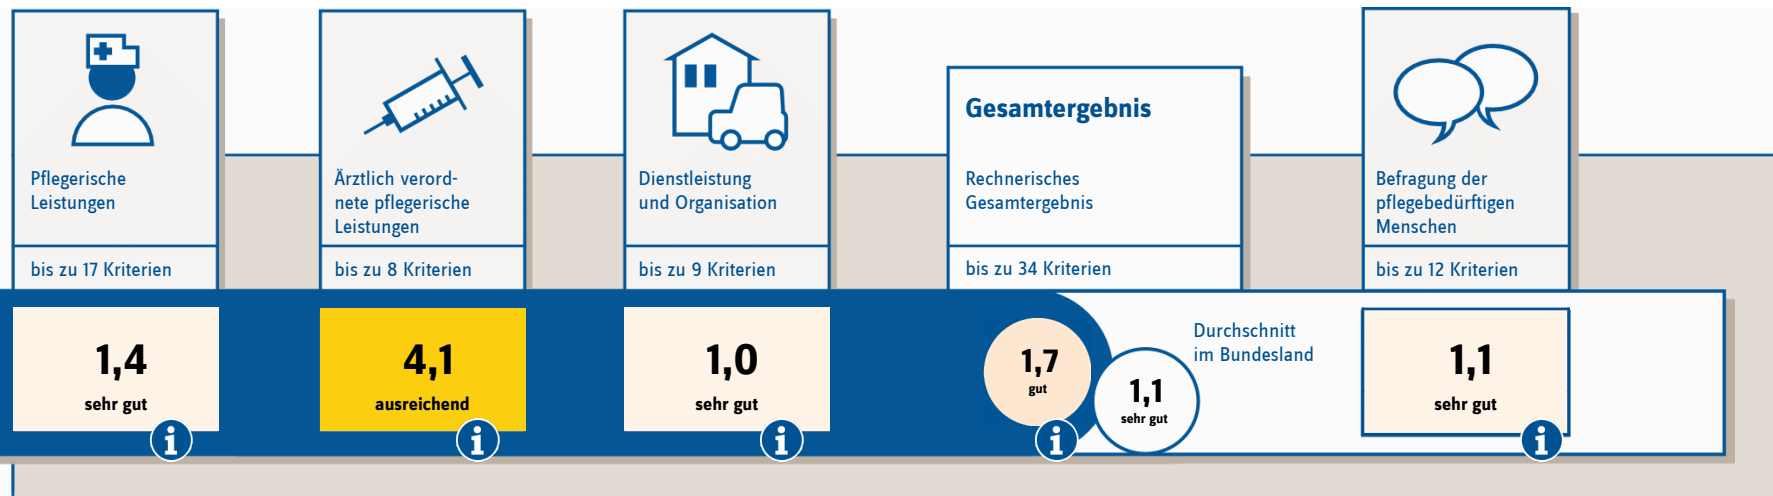 Pflegerische
Leistungen
bis zu 17 Kriterien
1,4
sehr gut
Ärztlich verord-
nete pflegerische
Leistungen
bis zu 8 Kriterien
4,1
ausreichend
Dienstleistung
und Organisation
bis zu 9 Kriterien
1,0
sehr gut
Gesamtergebnis
Rechnerisches
Gesamtergebnis
bis zu 34 Kriterien
1,7
gut
1,1
sehr gut
Durchschnitt
im Bundesland
Befragung der
pflegebedürftigen
Menschen
bis zu 12 Kriterien
1,1
sehr gut